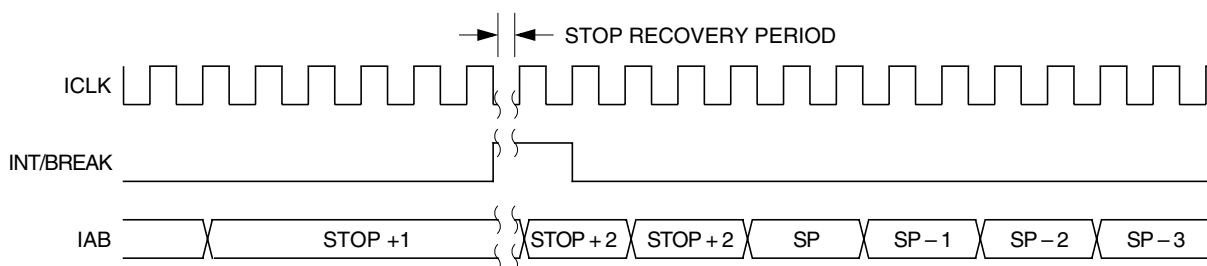 STOP RECOVERY PERIOD
ICLK
INT/BREAK
IAB STOP +1 STOP + 2 STOP + 2 SP SP – 1 SP – 2 SP – 3